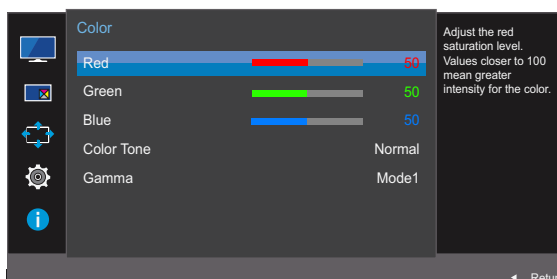 Color
Red 50
Green 50
Blue 50
Color Tone Normal
Gamma Mode1
Adjust the red
saturation level.
Values closer to 100
mean greater
intensity for the color.